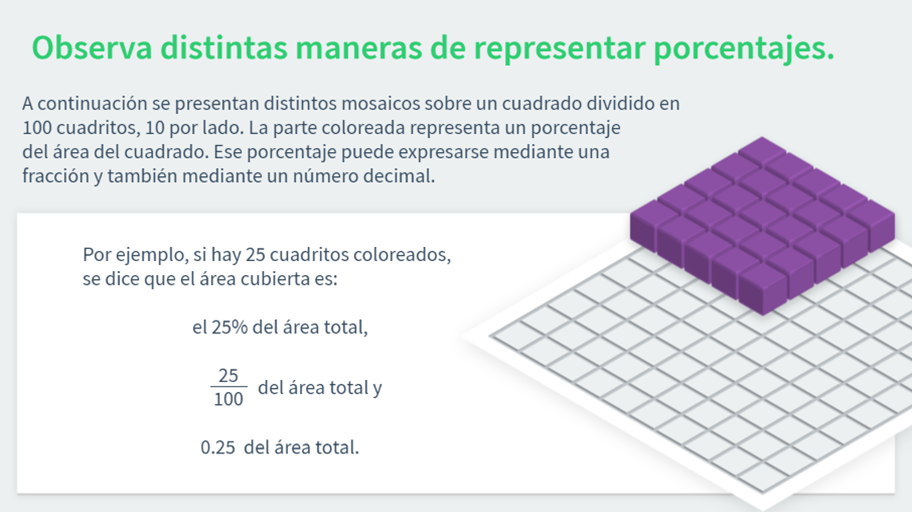 Observa distintas maneras de representar porcentajes.
A continuación se presentan distintos mosaicos sobre un cuadrado dividido en
100 cuadritos, 10 por lado. La parte coloreada representa un porcentaje
del área del cuadrado. Ese porcentaje puede expresarse mediante una
fracción y también mediante un número decimal.
Por ejemplo, si hay 25 cuadritos coloreados,
se dice que el área cubierta es:
el 25% del área total,
25
100
del área total y
0.25 del área total.